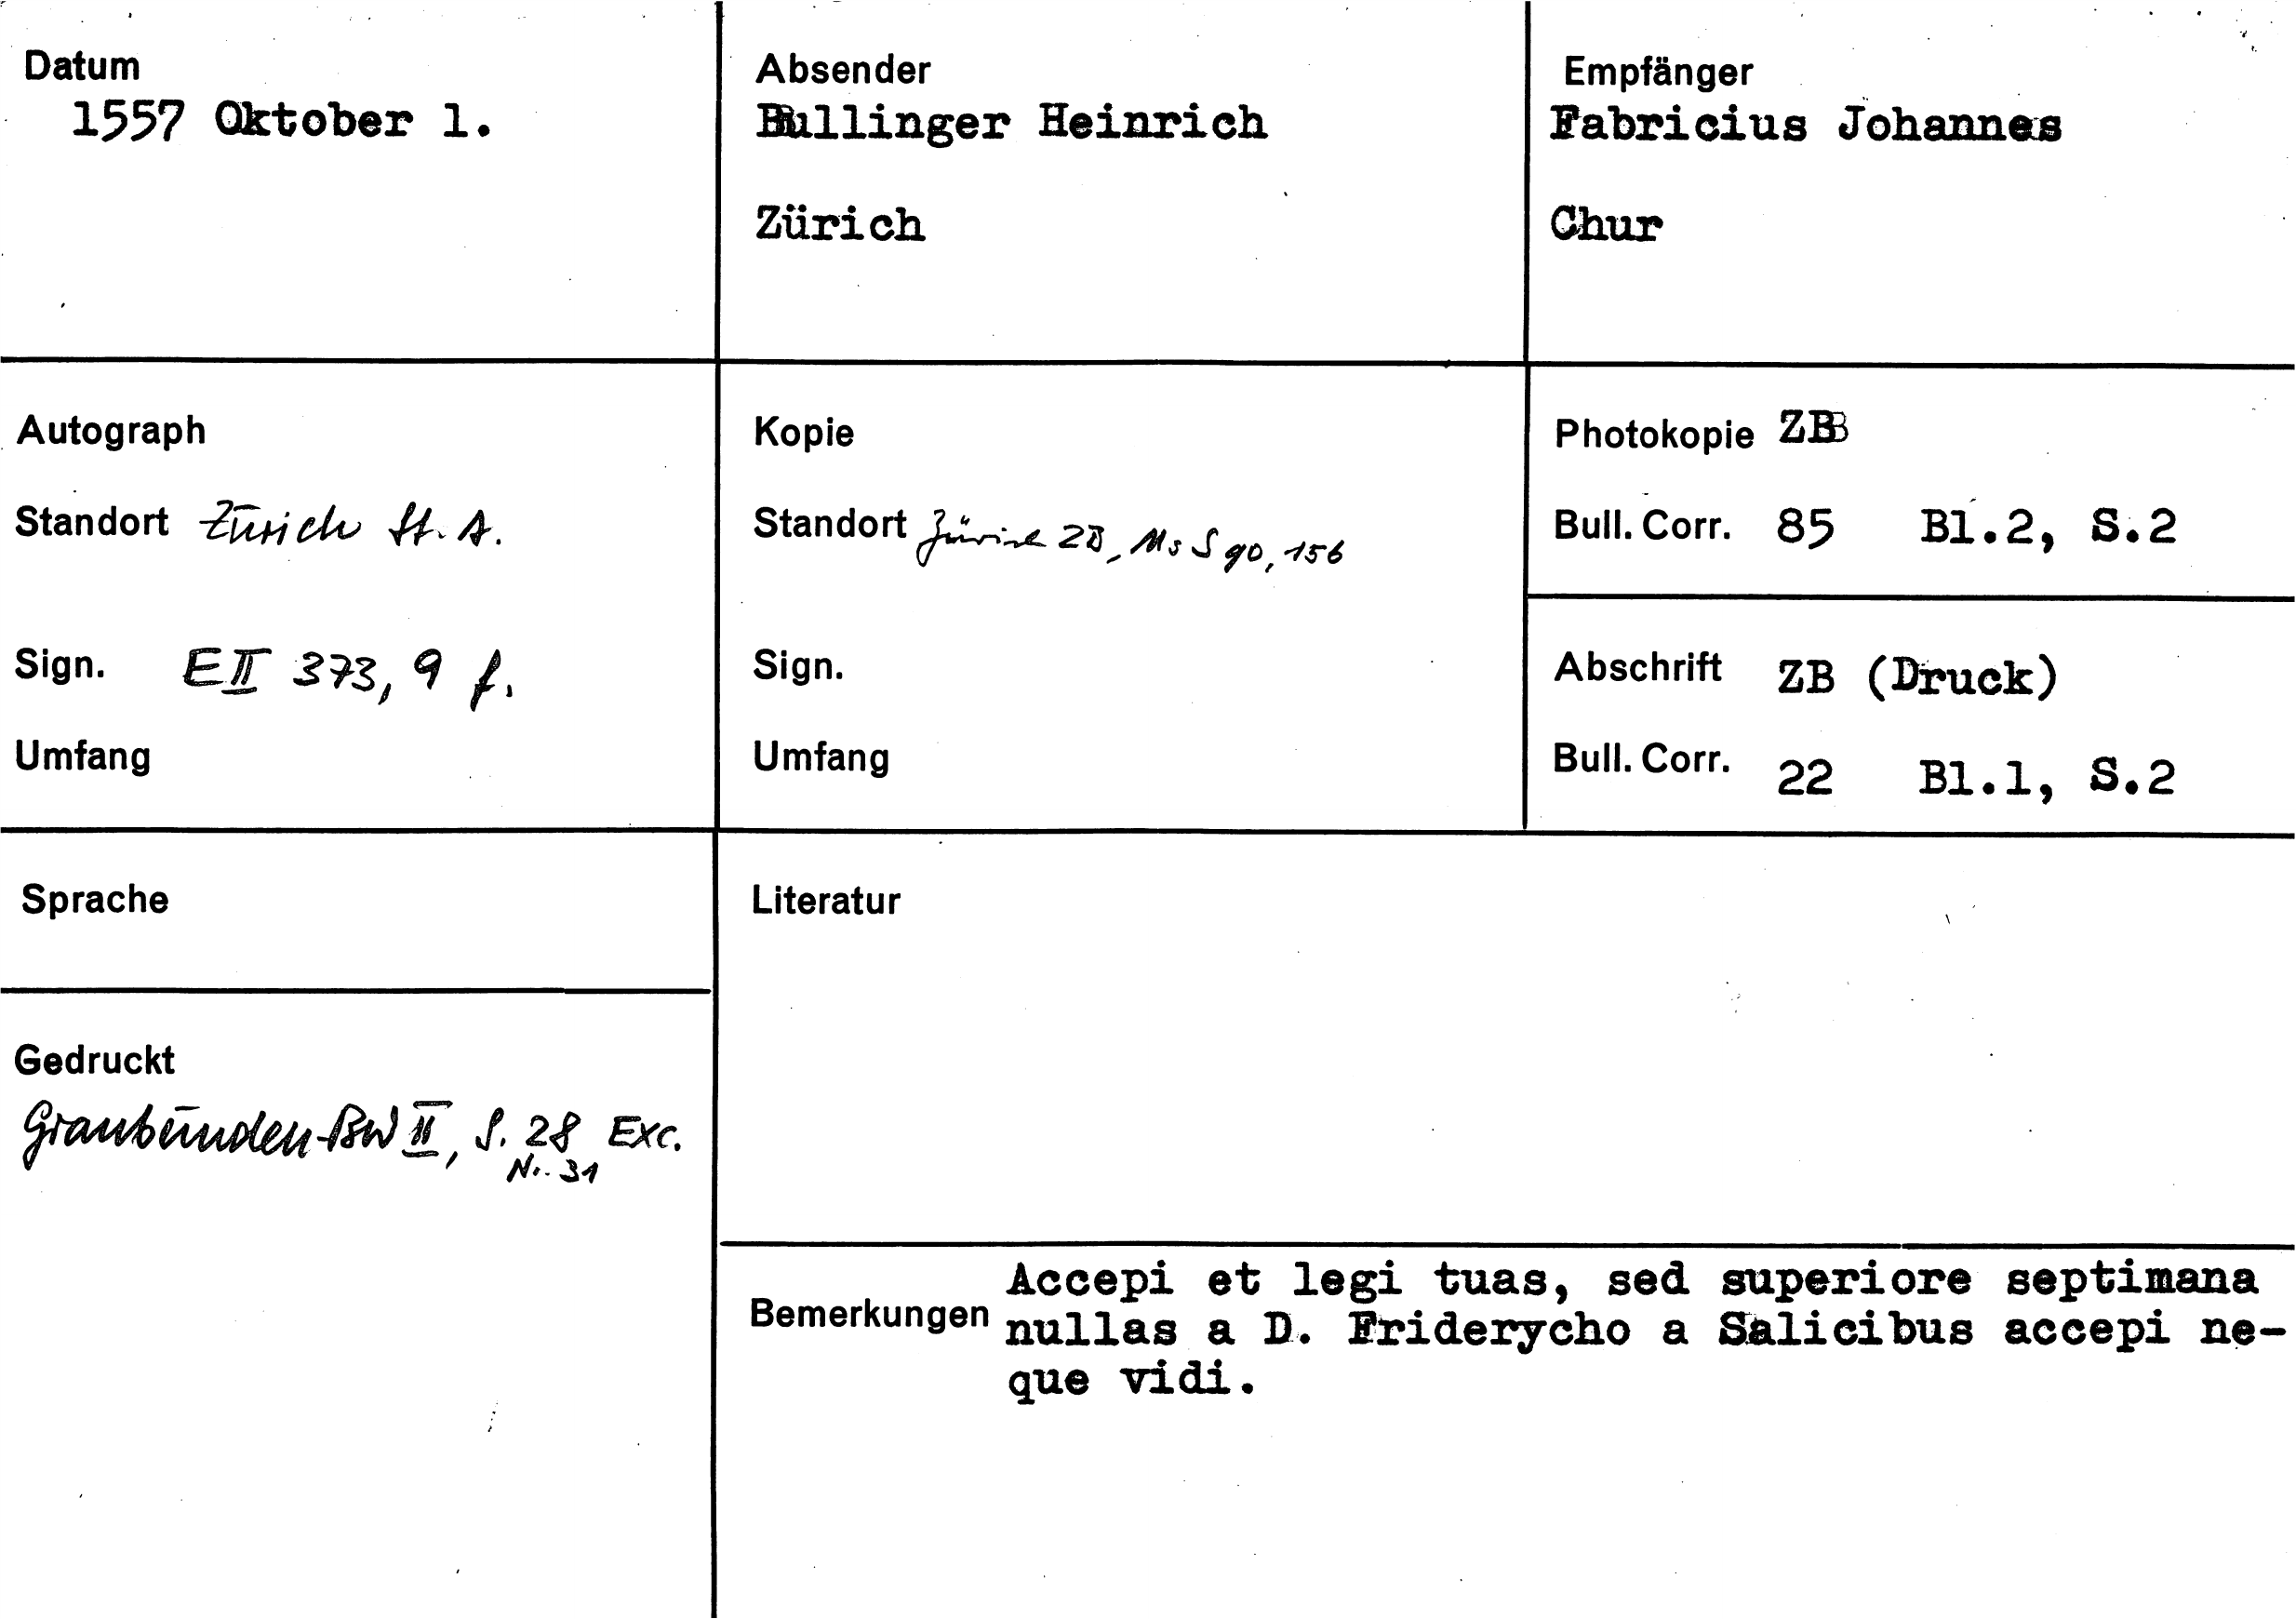 Datum
1557 Oktober 1.
Absender
Bullinger Heinrich
Zürich
Empfänger
Fabricius Johannes
Chur
Autograph
Standort Zürich St. A.
Sign. E II 373, 9 f.
Umfang
Kopie
Standort Zürich ZB, Ms S 90, 156
Sign.
Umfang
Photokopie ZB
Bull. Corr. 85 Bl.2, S.2
Abschrift ZB (Druck)
Bull. Corr. 22 Bl.1, S.2
Sprache
Literatur
Gedruckt
Graubünden-BW II, S. 28 Exc.
Nr. 31
Bemerkungen
Accepi et legi tuas, sed superiore septimana
nullas a D. Friderycho a Salicibus accepi ne-
que vidi.